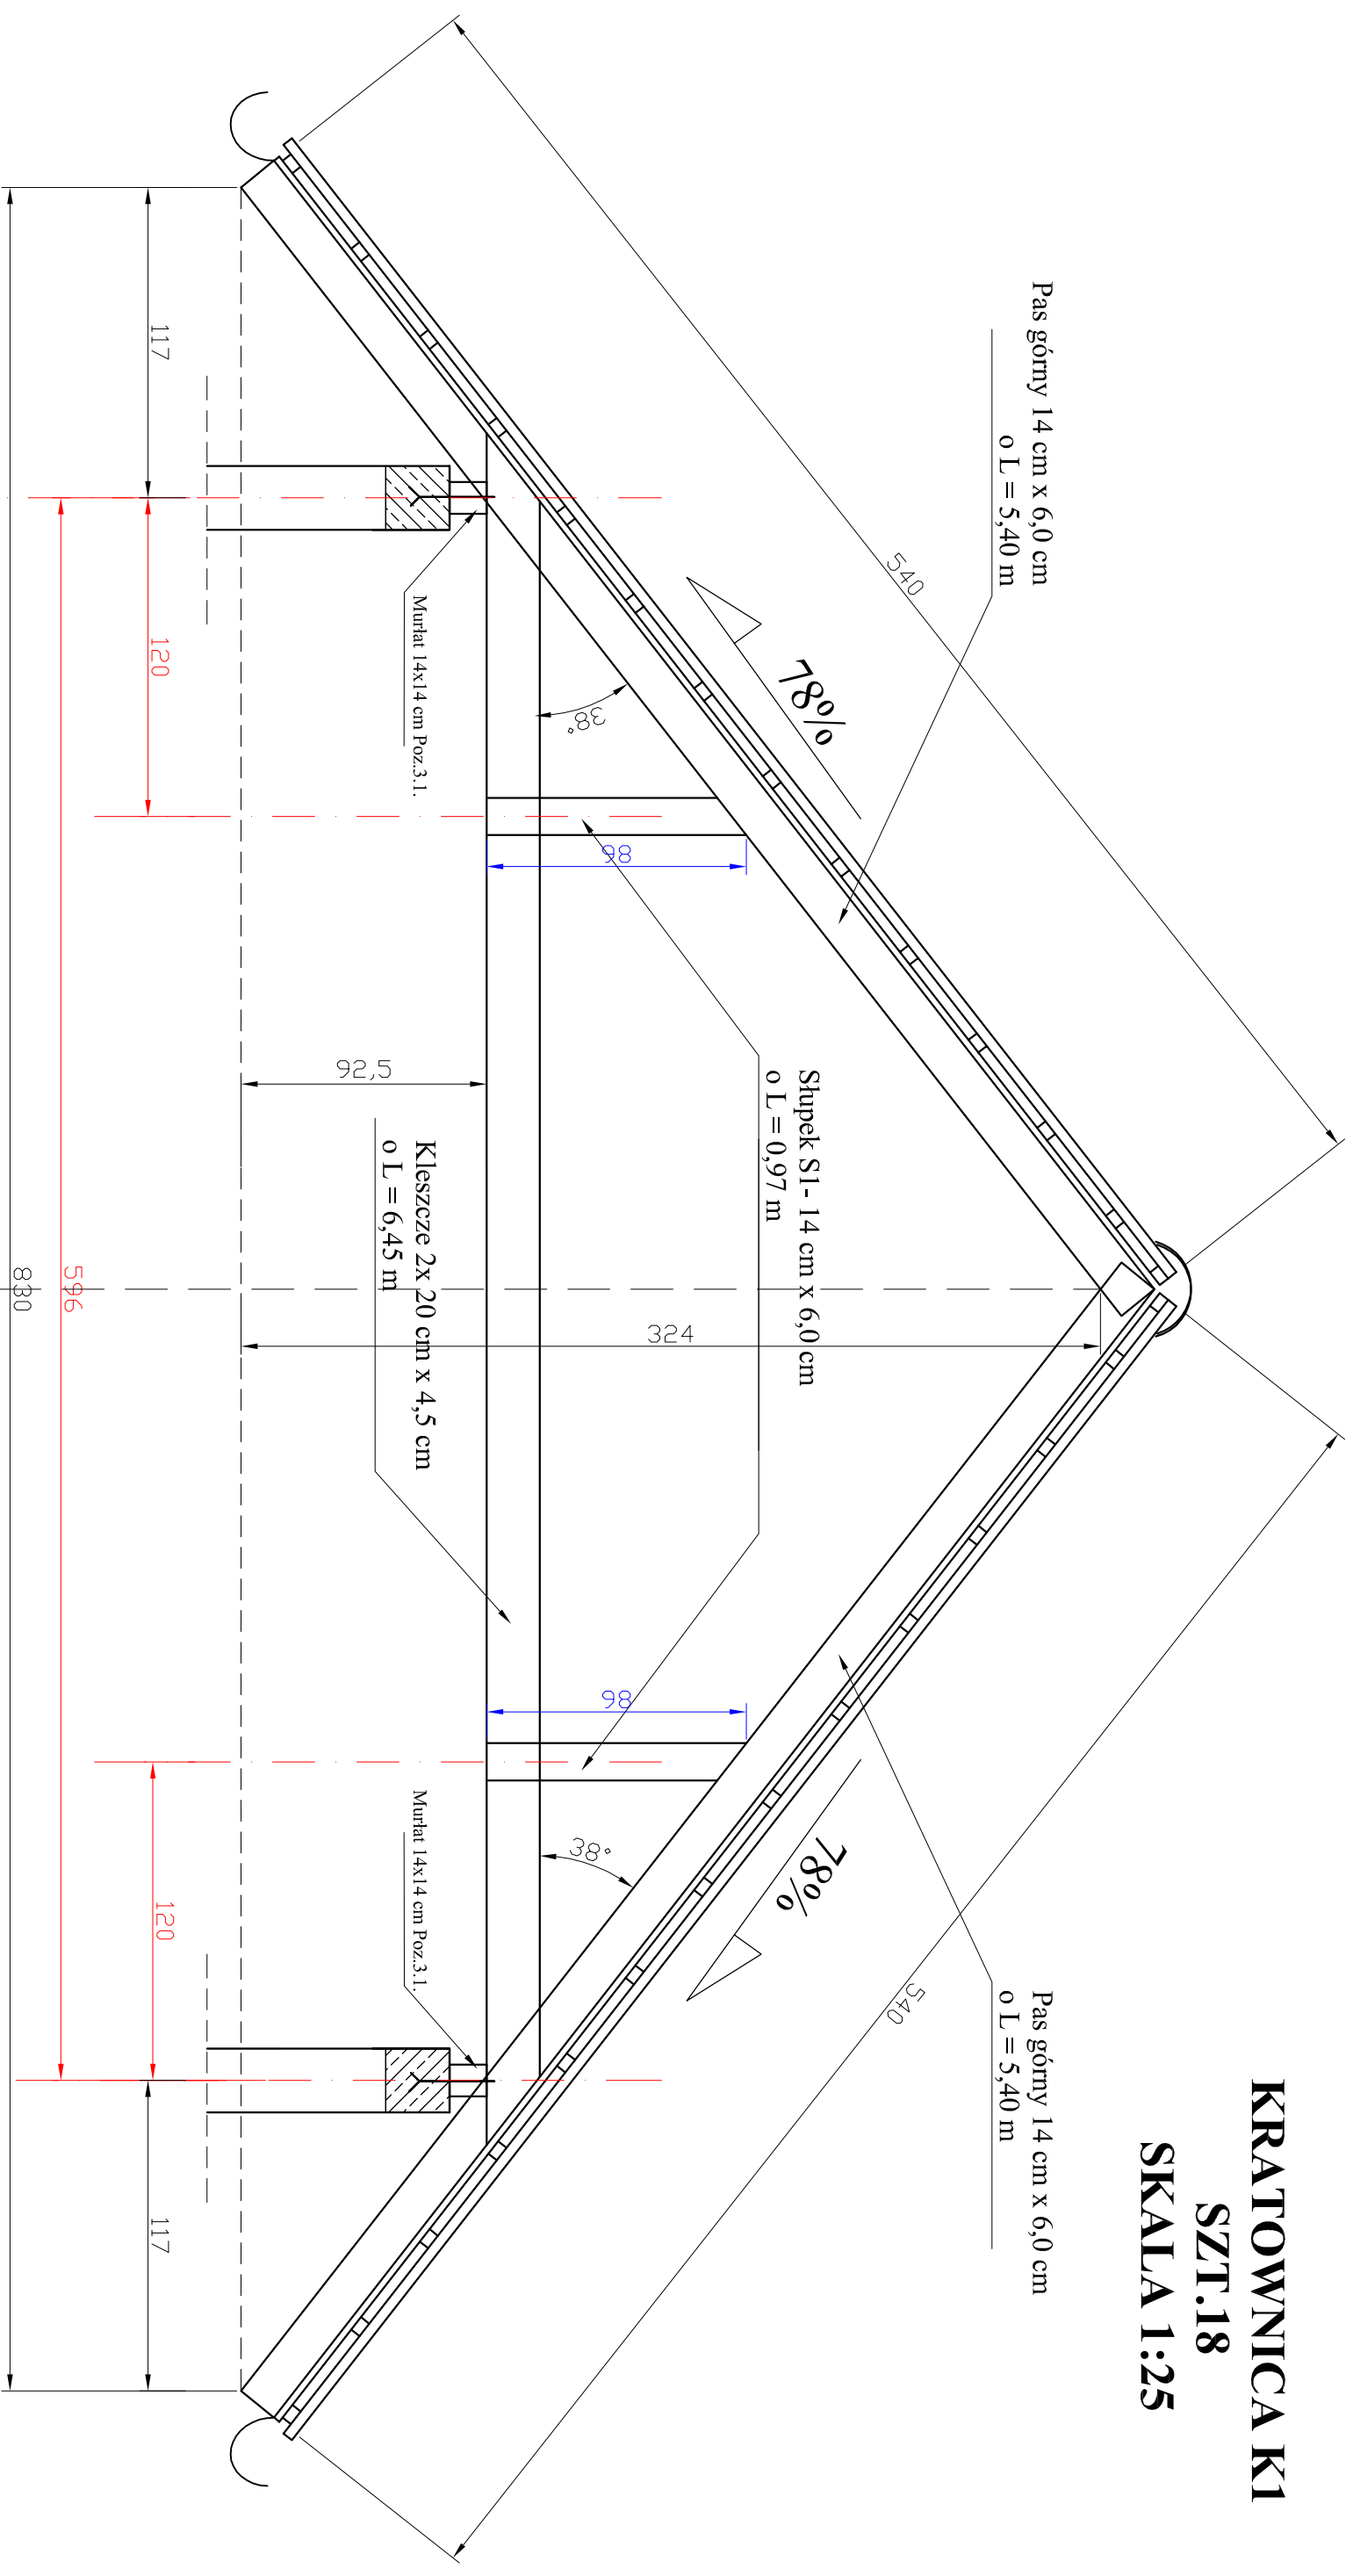 KRATOWNICA K1
SZT.18
SKALA 1:25
Pas górny 14 cm x 6,0 cm
o L = 5,40 m
540
78%
Pas górny 14 cm x 6,0 cm
o L = 5,40 m
540
78%
Słupek S1- 14 cm x 6,0 cm
o L = 0,97 m
324
98
98
38°
38°
Kleszcze 2x 20 cm x 4,5 cm
o L = 6,45 m
92,5
Murłat 14x14 cm Poz.3.1.
Murłat 14x14 cm Poz.3.1.
117
120
120
117
596
830